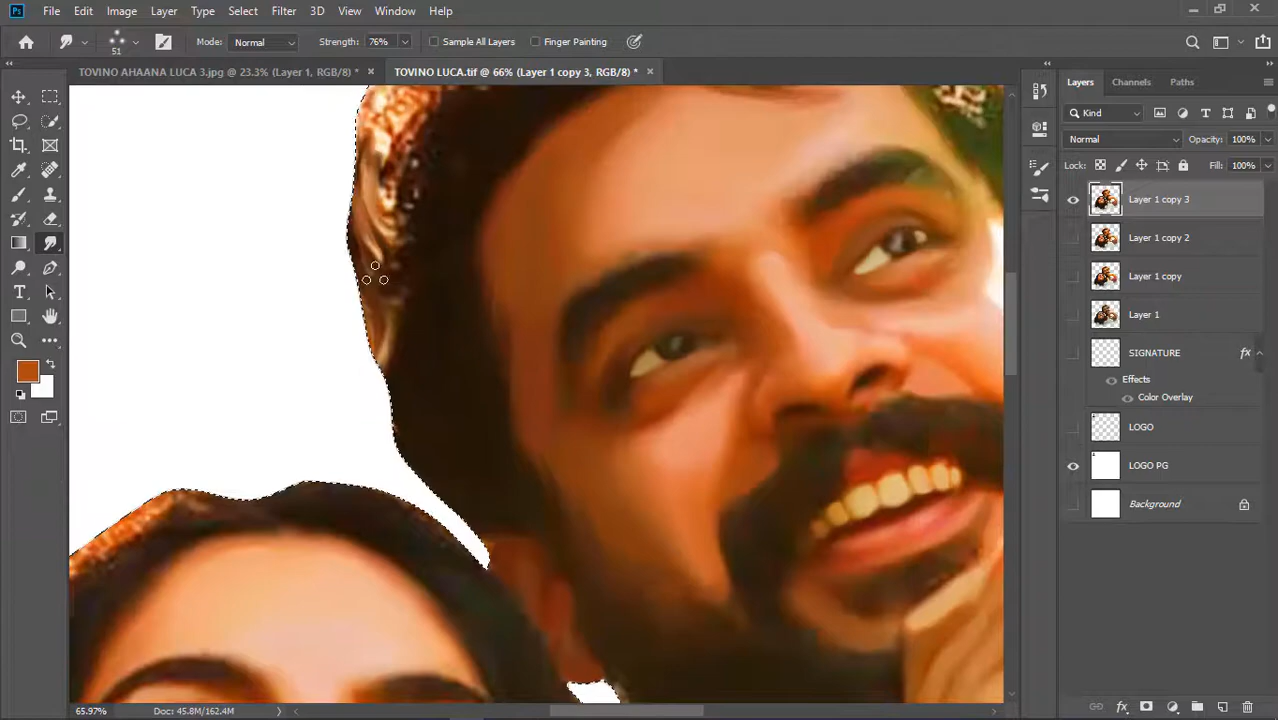 Ps File Edit Image Layer Type Select Filter 3D View Window Help
51 Mode: Normal Strength: 76% Sample All Layers Finger Painting
TOVINO AHAANA LUCA 3.jpg @ 23.3% (Layer 1, RGB/8) * × TOVINO LUCA.tif @ 66% (Layer 1 copy 3, RGB/8) * ×
Layers Channels Paths
Kind
Normal Opacity: 100%
Lock: Fill: 100%
Layer 1 copy 3
Layer 1 copy 2
Layer 1 copy
Layer 1
SIGNATURE fx
Effects
Color Overlay
LOGO
LOGO PG
Background
65.97% Doc: 45.8M/162.4M